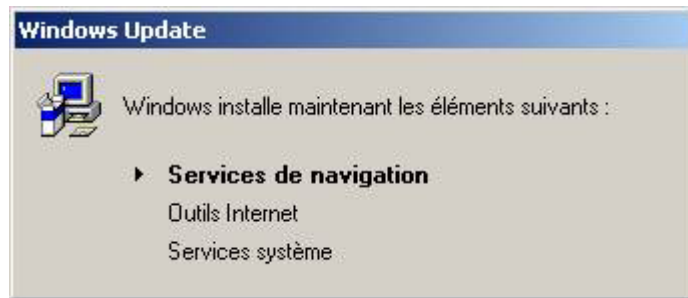 Windows Update
Windows installe maintenant les éléments suivants :
Services de navigation
Outils Internet
Services système